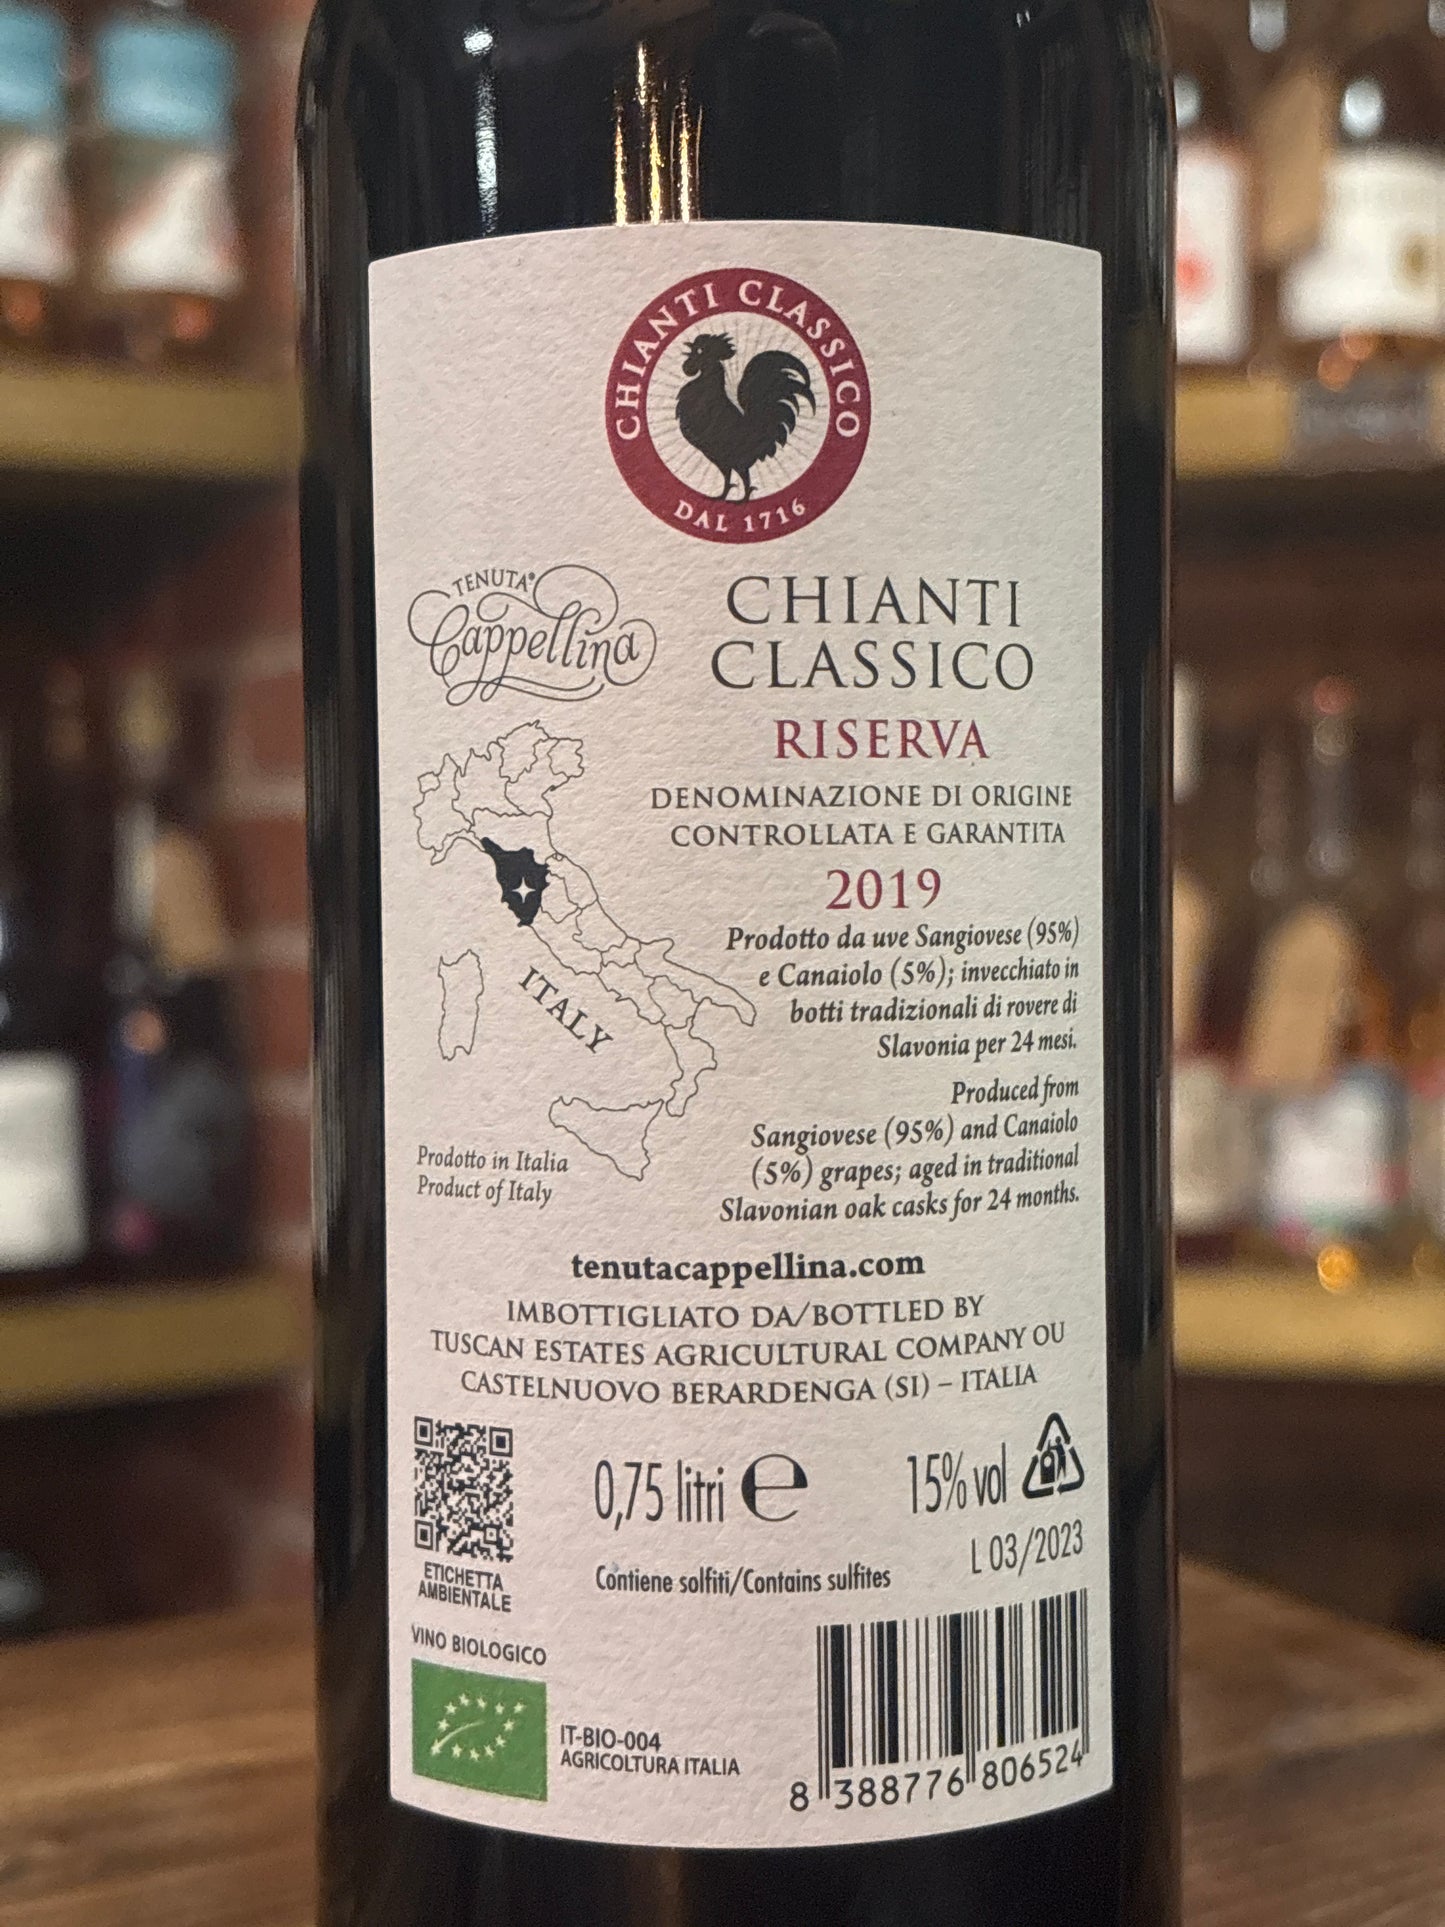 CHIANTI CLASSICO
DAL 1716
TENUTA®
Cappellina
CHIANTI
CLASSICO
RISERVA
DENOMINAZIONE DI ORIGINE
CONTROLLATA E GARANTITA
2019
Prodotto da uve Sangiovese (95%)
e Canaiolo (5%); invecchiato in
botti tradizionali di rovere di
Slavonia per 24 mesi.
Produced from
Sangiovese (95%) and Canaiolo
(5%) grapes; aged in traditional
Slavonian oak casks for 24 months.
ITALY
Prodotto in Italia
Product of Italy
tenutacappellina.com
IMBOTTIGLIATO DA/BOTTLED BY
TUSCAN ESTATES AGRICULTURAL COMPANY OU
CASTELNUOVO BERARDENGA (SI) – ITALIA
0,75 litri e
15% vol
L 03/2023
ETICHETTA
AMBIENTALE
Contiene solfiti/Contains sulfites
VINO BIOLOGICO
IT-BIO-004
AGRICOLTURA ITALIA
8 388776 806524